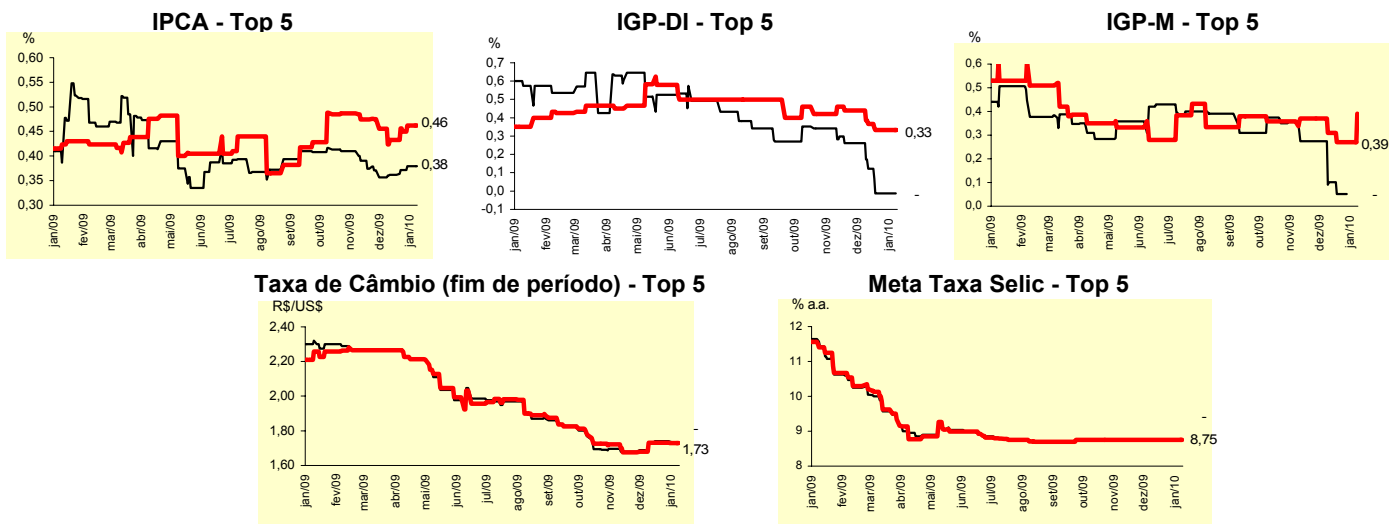 IPCA - Top 5
%
0,60
0,55
0,50
0,45
0,40
0,35
0,30
0,46
0,38
jan/09
fev/09
mar/09
abr/09
mai/09
jun/09
jul/09
ago/09
set/09
out/09
nov/09
dez/09
jan/10
IGP-DI - Top 5
%
0,7
0,6
0,5
0,4
0,3
0,2
0,1
0,0
-0,1
0,33
-
jan/09
fev/09
mar/09
abr/09
mai/09
jun/09
jul/09
ago/09
set/09
out/09
nov/09
dez/09
jan/10
IGP-M - Top 5
%
0,6
0,5
0,4
0,3
0,2
0,1
0,0
0,39
-
jan/09
fev/09
mar/09
abr/09
mai/09
jun/09
jul/09
ago/09
set/09
out/09
nov/09
dez/09
jan/10
Taxa de Câmbio (fim de período) - Top 5
R$/US$
2,40
2,20
2,00
1,80
1,60
-
1,73
jan/09
fev/09
mar/09
abr/09
mai/09
jun/09
jul/09
ago/09
set/09
out/09
nov/09
dez/09
jan/10
Meta Taxa Selic - Top 5
% a.a.
12
11
10
9
8
-
8,75
jan/09
fev/09
mar/09
abr/09
mai/09
jun/09
jul/09
ago/09
set/09
out/09
nov/09
dez/09
jan/10